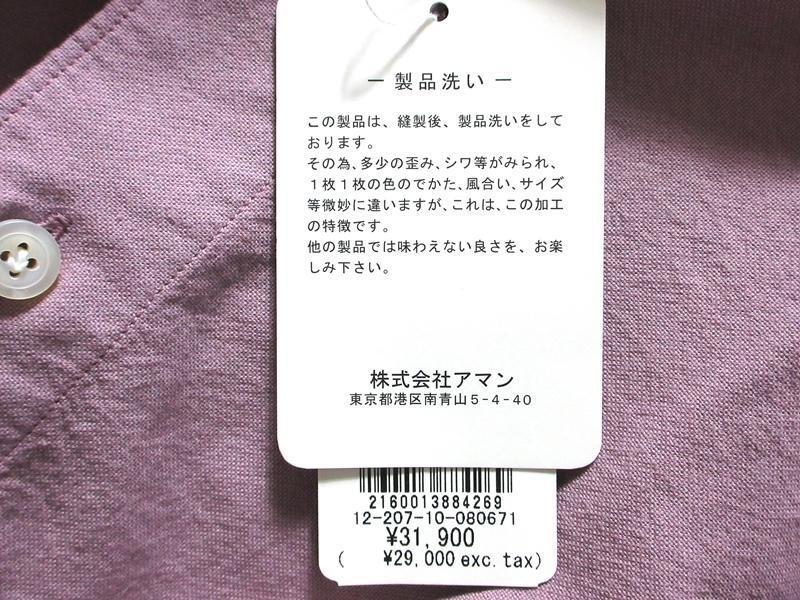 ― 製品洗い ―
この製品は、縫製後、製品洗いをして
おります。
その為、多少の歪み、シワ等がみられ、
１枚１枚の色のでかた、風合い、サイズ
等微妙に違いますが、これは、この加工
の特徴です。
他の製品では味わえない良さを、お楽
しみ下さい。
株式会社アマン
東京都港区南青山５-４-４０
2160013884269
12-207-10-080671
¥31,900
( ¥29,000 exc. tax)